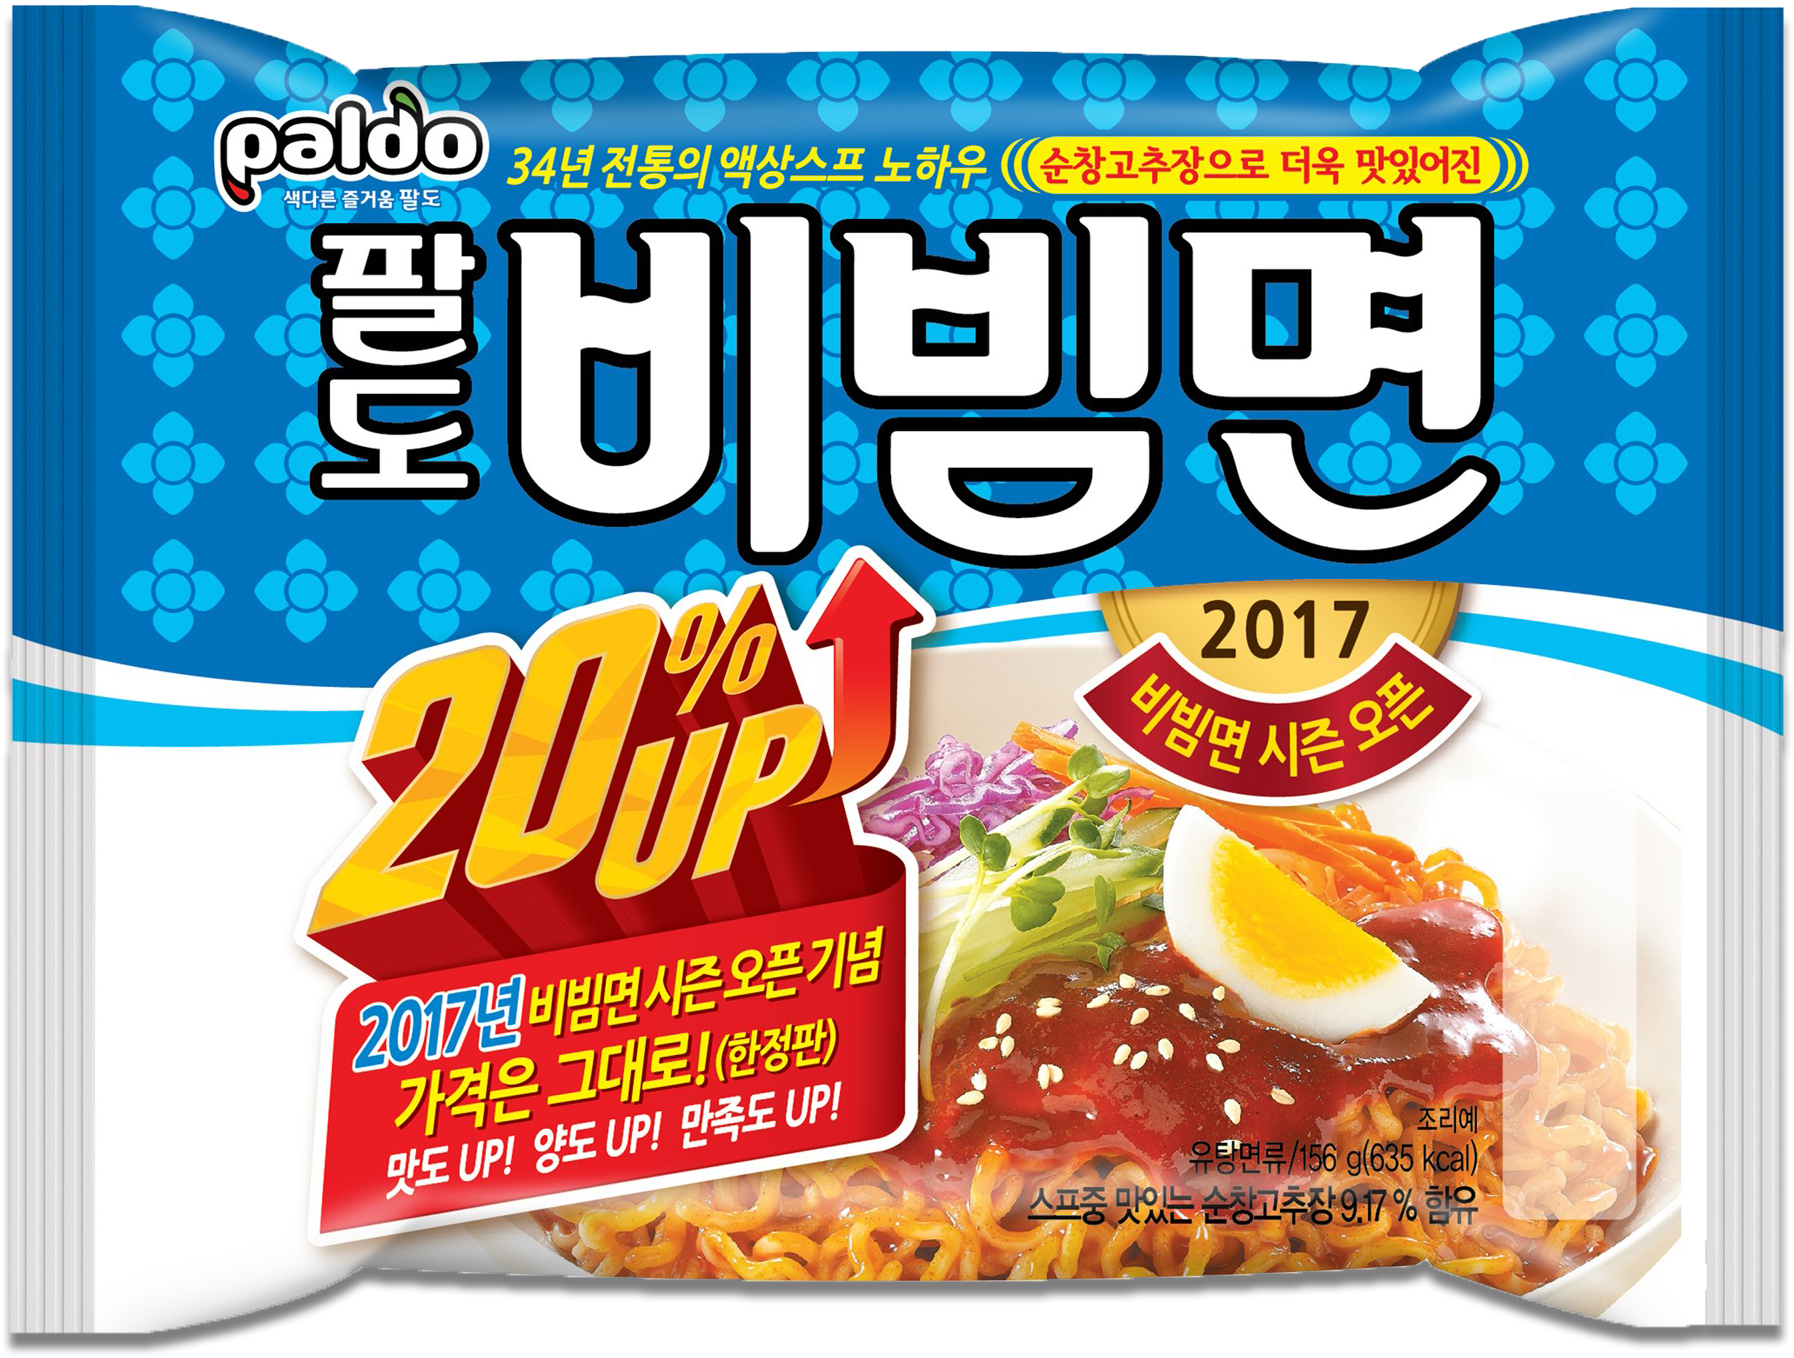 paldo
색다른 즐거움 팔도
34년 전통의 액상스프 노하우 순창고추장으로 더욱 맛있어진
팔도 비빔면
20% UP
2017
비빔면 시즌 오픈
2017년 비빔면 시즌 오픈 기념
가격은 그대로! (한정판)
맛도 UP! 양도 UP! 만족도 UP!
조리예
유탕면류/156 g(635 kcal)
스프중 맛있는 순창고추장 9.17 % 함유